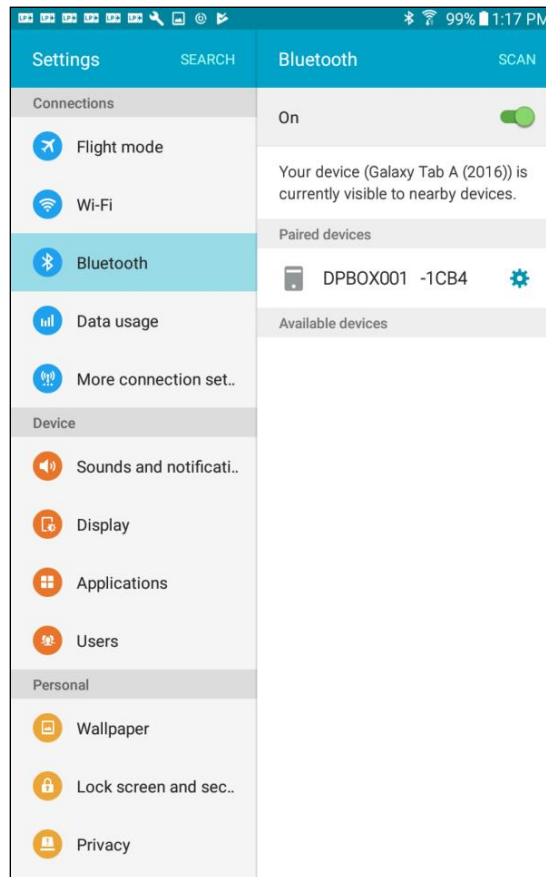 99% 1:17 PM
Settings SEARCH
Connections
Flight mode
Wi-Fi
Bluetooth
Data usage
More connection set..
Device
Sounds and notificati..
Display
Applications
Users
Personal
Wallpaper
Lock screen and sec..
Privacy
Bluetooth SCAN
On
Your device (Galaxy Tab A (2016)) is
currently visible to nearby devices.
Paired devices
DPBOX001 -1CB4
Available devices